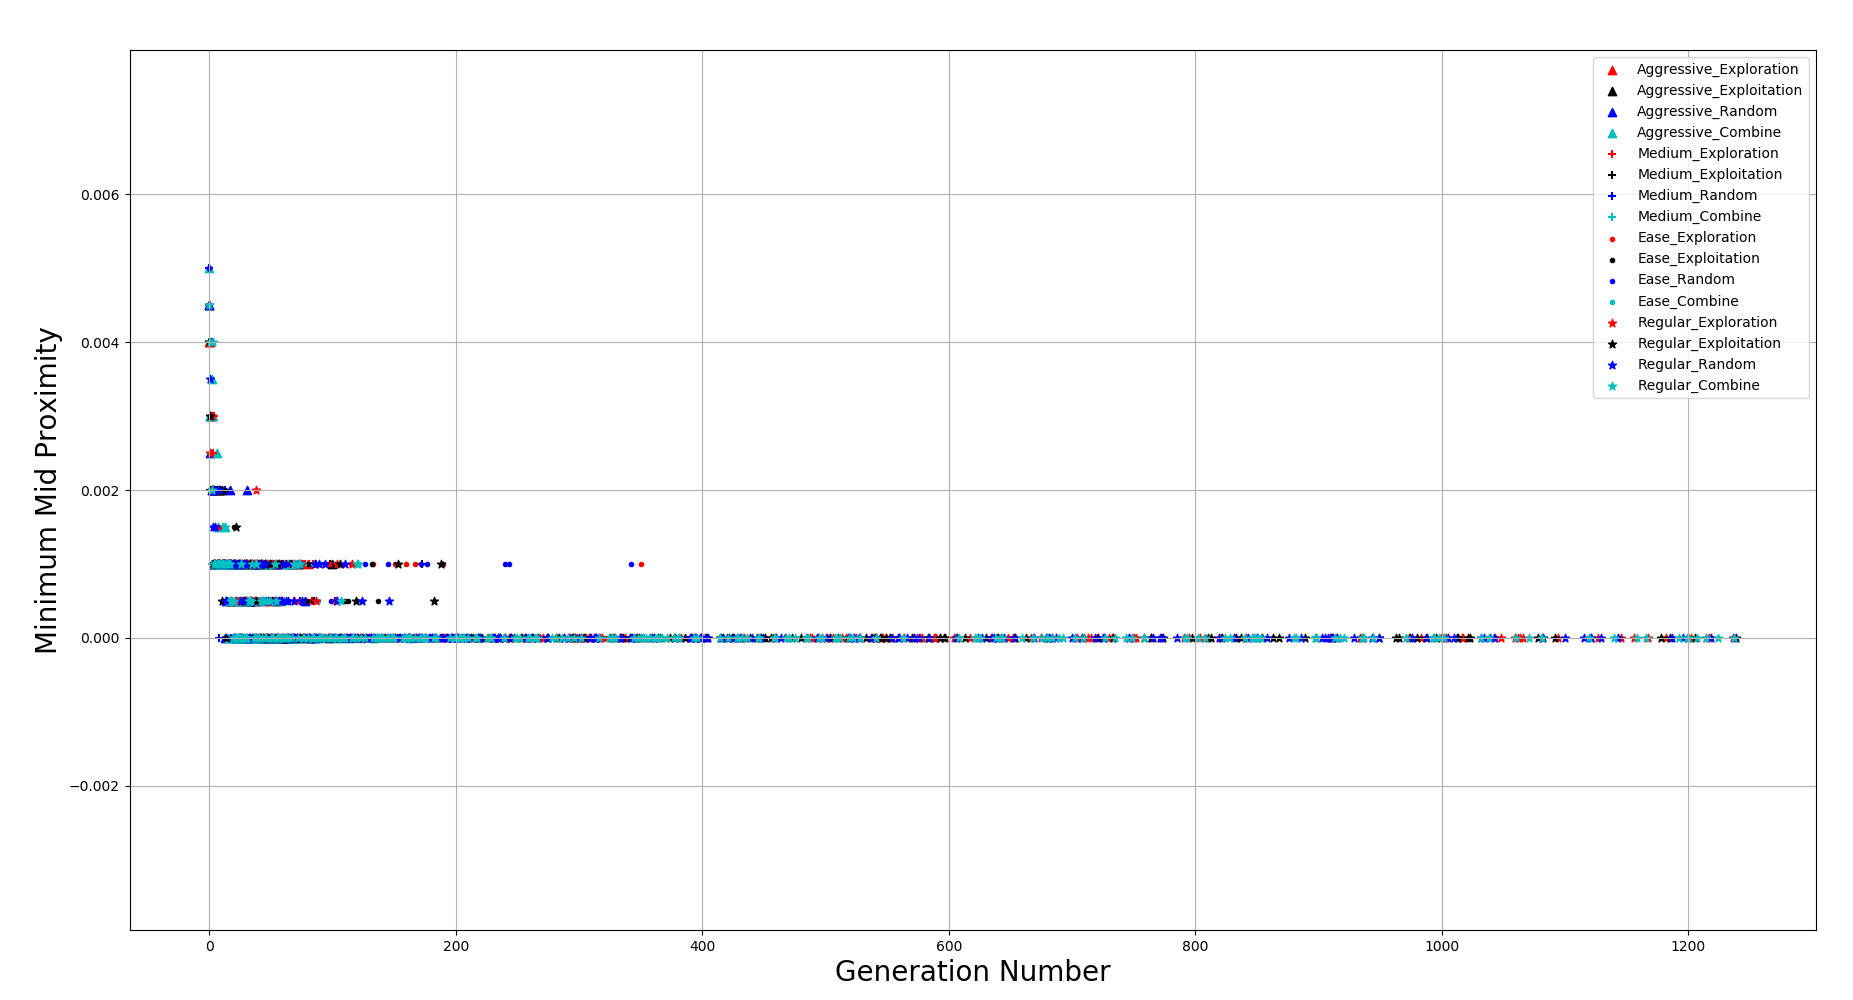 Aggressive_Exploration
Aggressive_Exploitation
Aggressive_Random
Aggressive_Combine
Medium_Exploration
Medium_Exploitation
Medium_Random
Medium_Combine
Ease_Exploration
Ease_Exploitation
Ease_Random
Ease_Combine
Regular_Exploration
Regular_Exploitation
Regular_Random
Regular_Combine
Minimum Mid Proximity
0.006
0.004
0.002
0.000
−0.002
0 200 400 600 800 1000 1200
Generation Number